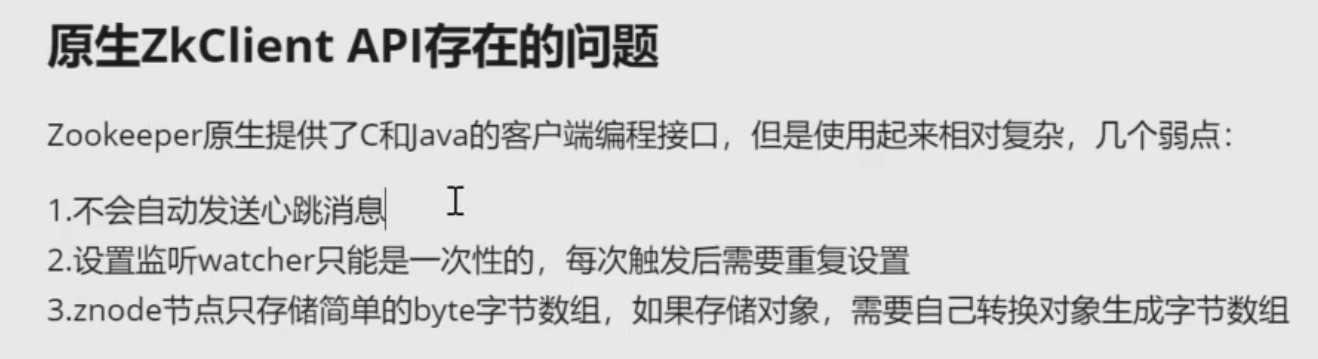 原生ZkClient API存在的问题
Zookeeper原生提供了C和Java的客户端编程接口，但是使用起来相对复杂，几个弱点：
1.不会自动发送心跳消息
2.设置监听watcher只能是一次性的，每次触发后需要重复设置
3.znode节点只存储简单的byte字节数组，如果存储对象，需要自己转换对象生成字节数组